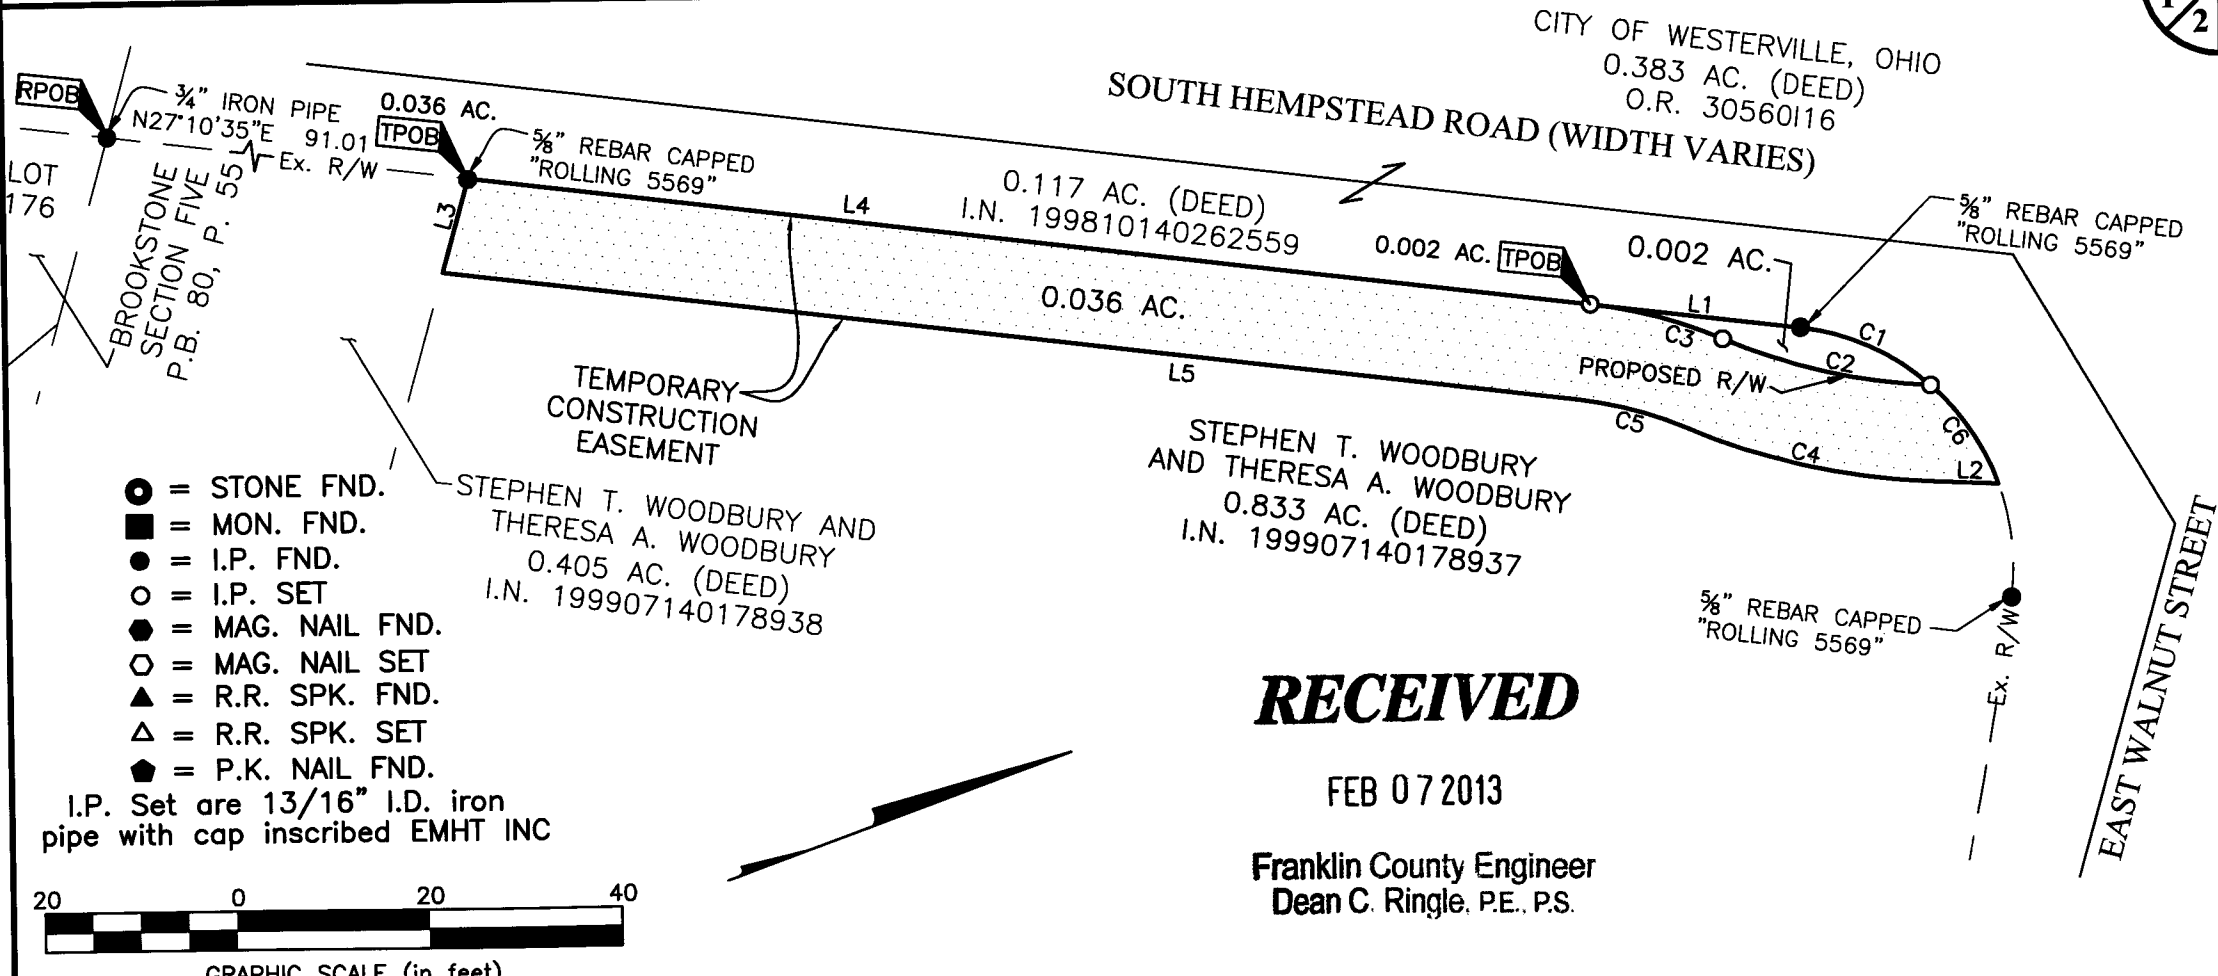 1
2
CITY OF WESTERVILLE, OHIO
0.383 AC. (DEED)
O.R. 30560I16
SOUTH HEMPSTEAD ROAD (WIDTH VARIES)
RPOB
3/4" IRON PIPE
N27°10'35"E 91.01
Ex. R/W
0.036 AC.
TPOB
5/8" REBAR CAPPED
"ROLLING 5569"
LOT
176
BROOKSTONE
SECTION FIVE
P.B. 80, P. 55
L3
L4
0.117 AC. (DEED)
I.N. 199810140262559
0.002 AC.
TPOB
0.002 AC.
5/8" REBAR CAPPED
"ROLLING 5569"
L1
C1
C3
C2
PROPOSED R/W
0.036 AC.
L5
C5
C4
C6
L2
TEMPORARY
CONSTRUCTION
EASEMENT
STEPHEN T. WOODBURY
AND THERESA A. WOODBURY
0.833 AC. (DEED)
I.N. 199907140178937
STEPHEN T. WOODBURY AND
THERESA A. WOODBURY
0.405 AC. (DEED)
I.N. 199907140178938
5/8" REBAR CAPPED
"ROLLING 5569"
Ex. R/W
EAST WALNUT STREET
= STONE FND.
= MON. FND.
= I.P. FND.
= I.P. SET
= MAG. NAIL FND.
= MAG. NAIL SET
= R.R. SPK. FND.
= R.R. SPK. SET
= P.K. NAIL FND.
I.P. Set are 13/16" I.D. iron
pipe with cap inscribed EMHT INC
RECEIVED
FEB 07 2013
Franklin County Engineer
Dean C. Ringle, P.E., P.S.
20 0 20 40
GRAPHIC SCALE (in feet)